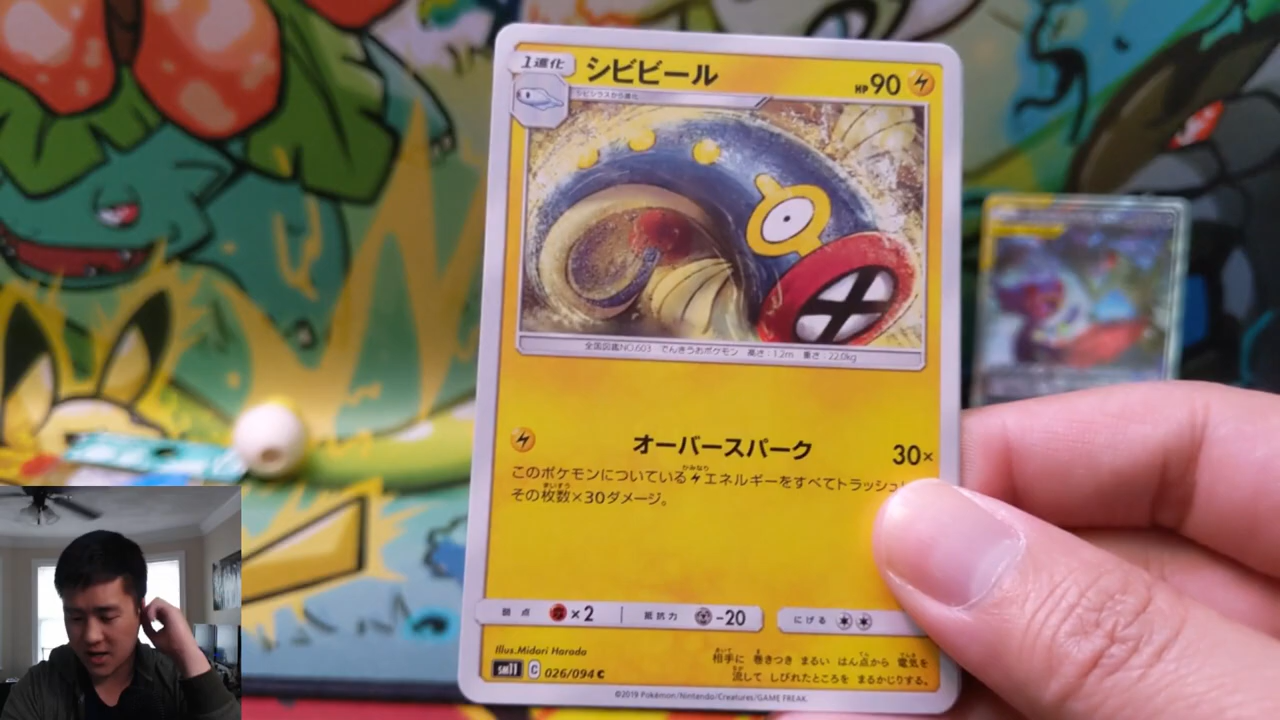 1進化 シビビール HP90
シビシラスから進化
全国図鑑NO.603 でんきうおポケモン 高さ:1.2m 重さ:22.0kg
オーバースパーク 30×
このポケモンについているエネルギーをすべてトラッシュし
その枚数×30ダメージ。
弱点 ×2 抵抗力 -20 にげる
Illus.Midori Harada
sm11 C 026/094 C
相手に 巻きつき まるい はん点から 電気を
流して しびれたところを まるかじりする。
©2019 Pokémon/Nintendo/Creatures/GAME FREAK.